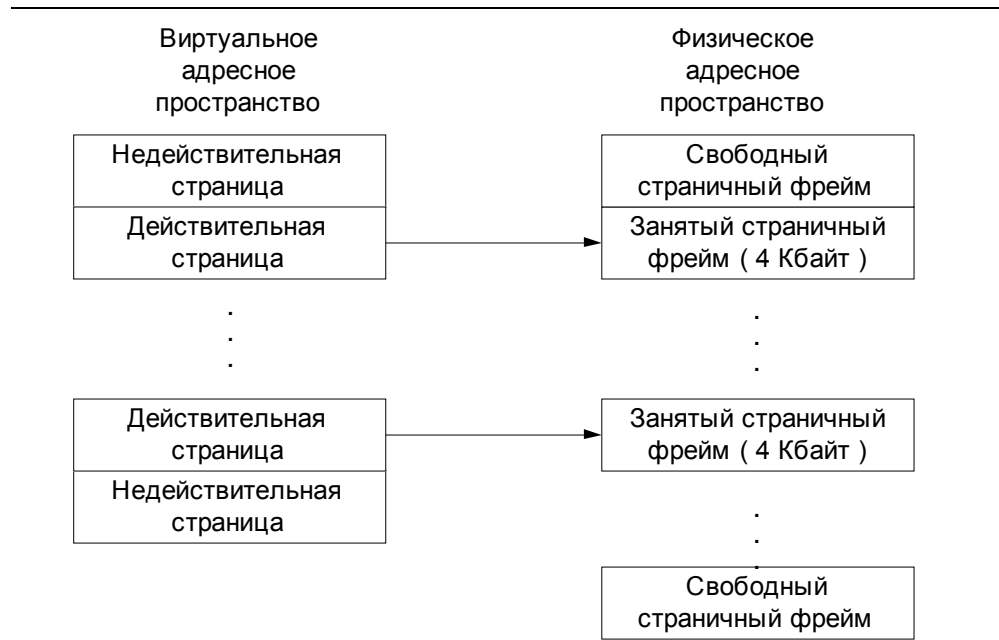 Виртуальное
адресное
пространство
Физическое
адресное
пространство
Недействительная
страница
Свободный
страничный фрейм
Действительная
страница
Занятый страничный
фрейм ( 4 Кбайт )
Действительная
страница
Занятый страничный
фрейм ( 4 Кбайт )
Недействительная
страница
Свободный
страничный фрейм